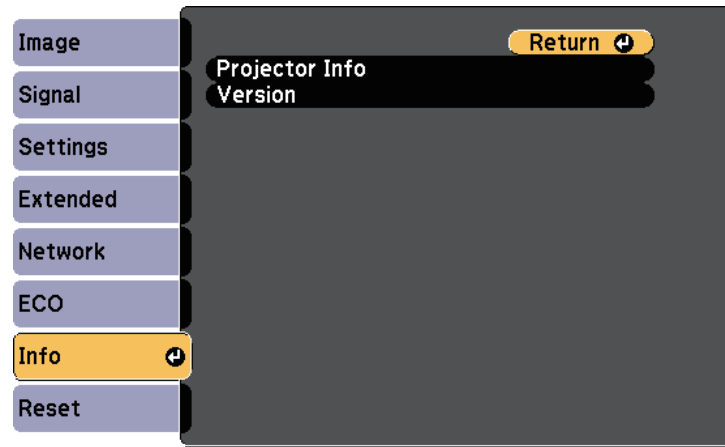 Image
Signal
Settings
Extended
Network
ECO
Info
Reset
Return
Projector Info
Version